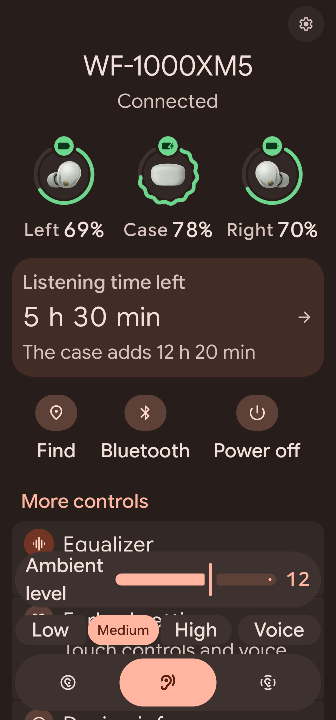 WF-1000XM5
Connected
Left 69% Case 78% Right 70%
Listening time left
5 h 30 min
The case adds 12 h 20 min
Find Bluetooth Power off
More controls
Equalizer
Ambient level 12
Low Medium High Voice
Touch controls and voice